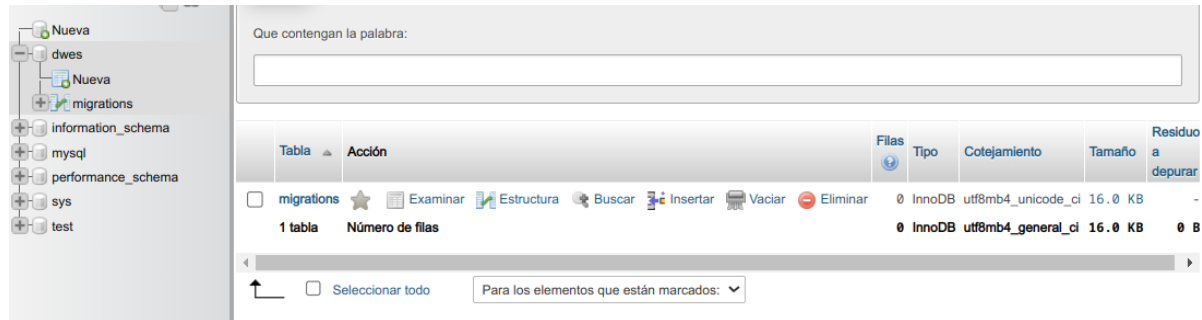 Nueva
dwes
Nueva
migrations
information_schema
mysql
performance_schema
sys
test
Que contengan la palabra:
Tabla Acción Filas Tipo Cotejamiento Tamaño Residuo a depurar
migrations Examinar Estructura Buscar Insertar Vaciar Eliminar 0 InnoDB utf8mb4_unicode_ci 16.0 KB -
1 tabla Número de filas 0 InnoDB utf8mb4_general_ci 16.0 KB 0 B
Seleccionar todo Para los elementos que están marcados: